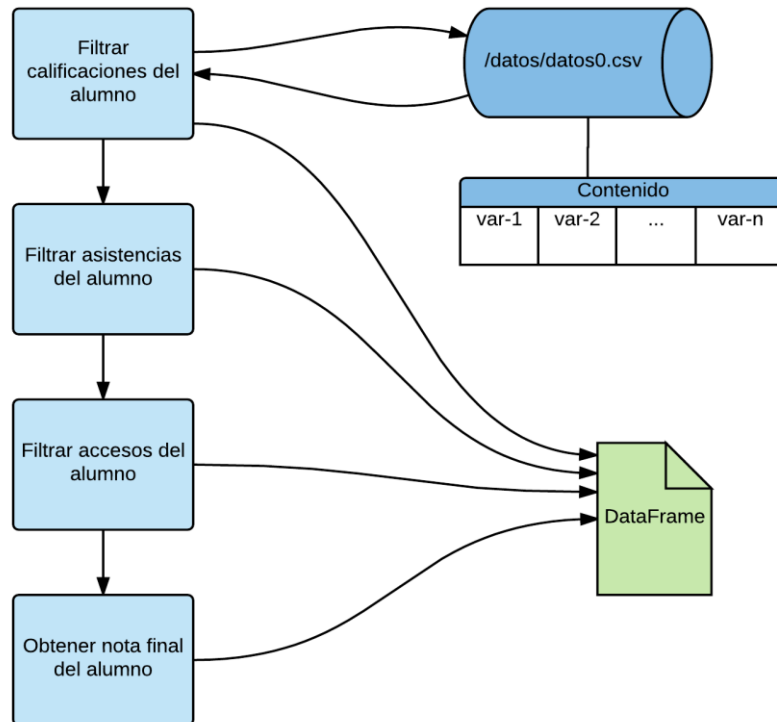 Filtrar
calificaciones del
alumno
/datos/datos0.csv
Contenido
var-1 var-2 ... var-n
Filtrar asistencias
del alumno
Filtrar accesos del
alumno
DataFrame
Obtener nota final
del alumno